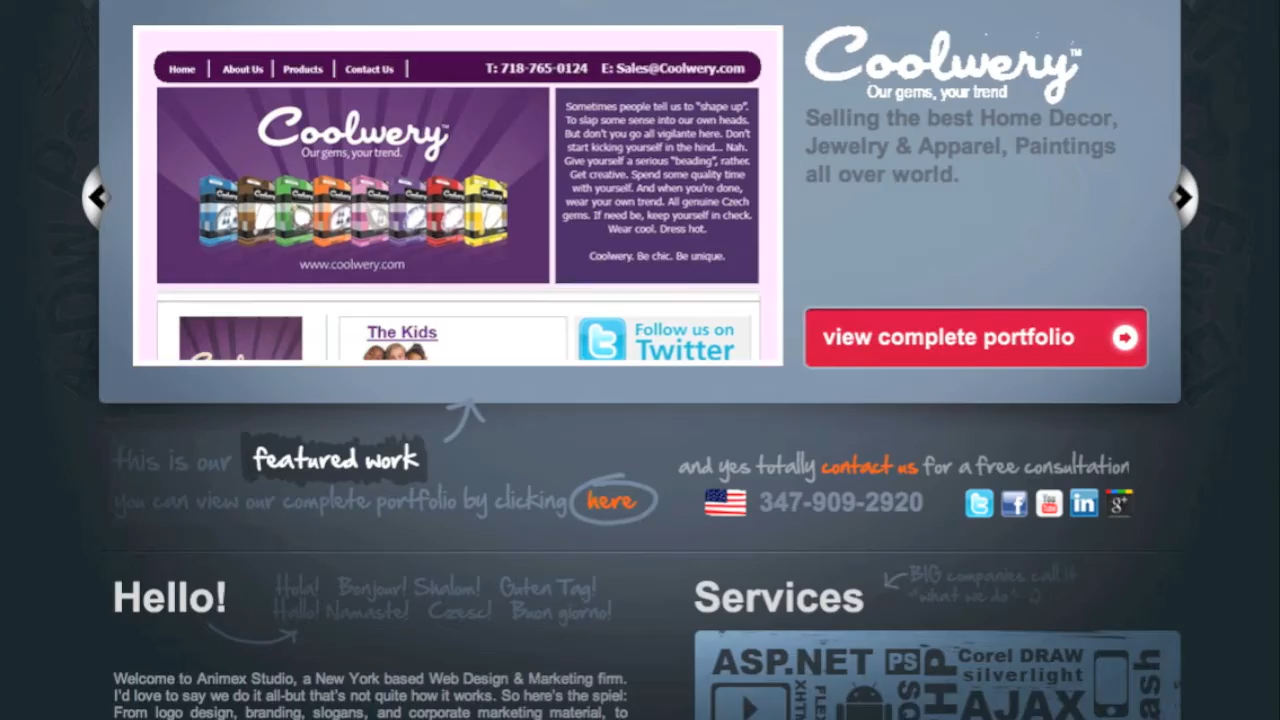 Home | About Us | Products | Contact Us | T: 718-765-0124 E: Sales@Coolwery.com
Coolwery™
Our gems, your trend.
www.coolwery.com
Sometimes people tell us to "shape up".
To slap some sense into our own heads.
But don't you go all vigilante here. Don't
start kicking yourself in the hind... Nah.
Give yourself a serious "beading", rather.
Get creative. Spend some quality time
with yourself. And when you're done,
wear your own trend. All genuine Czech
gems. If need be, keep yourself in check.
Wear cool. Dress hot.
Coolwery. Be chic. Be unique.
The Kids
Follow us on
Twitter
Coolwery™
Our gems, your trend
Selling the best Home Decor,
Jewelry & Apparel, Paintings
all over world.
view complete portfolio
this is our featured work
you can view our complete portfolio by clicking here
and yes totally contact us for a free consultation
347-909-2920
You
Tube
in
g+
Hello!
Hola! Bonjour! Shalom! Guten Tag!
Hallo! Namaste! Czesc! Buon giorno!
Welcome to Animex Studio, a New York based Web Design & Marketing firm.
I'd love to say we do it all-but that's not quite how it works. So here's the spiel:
From logo design, branding, slogans, and corporate marketing material, to
Services
BIG companies call it
"what we do" :)
ASP.NET PS Corel DRAW
silverlight
AJAX
PHP